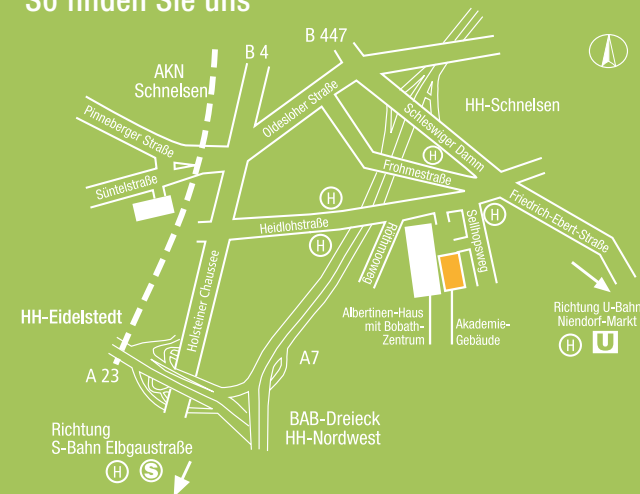 So finden Sie uns
B 447
B 4
AKN
Schnelsen
Oldesloher Straße
HH-Schnelsen
Pinneberger Straße
Schleswiger Damm
H
Frohmestraße
Süntelstraße
H
Heidlohstraße
H
H
Röthmoorweg
Sellhopsweg
Friedrich-Ebert-Straße
Holsteiner Chaussee
HH-Eidelstedt
Albertinen-Haus
mit Bobath-
Zentrum
Akademie-
Gebäude
Richtung U-Bahn
Niendorf-Markt
H U
A 23
A7
BAB-Dreieck
HH-Nordwest
Richtung
S-Bahn Elbgaustraße
H S